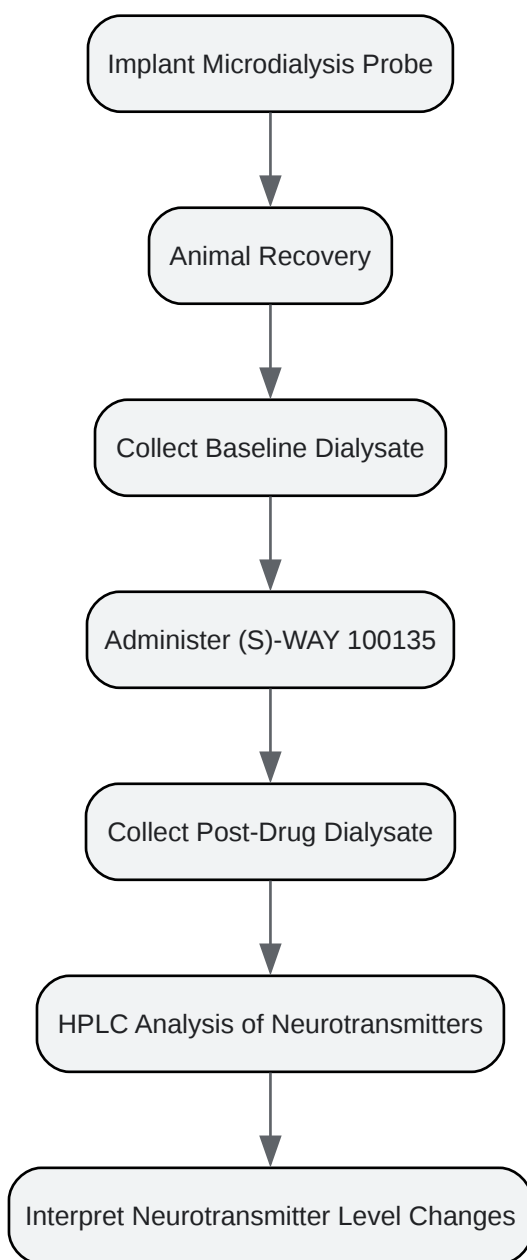 Implant Microdialysis Probe
Animal Recovery
Collect Baseline Dialysate
Administer (S)-WAY 100135
Collect Post-Drug Dialysate
HPLC Analysis of Neurotransmitters
Interpret Neurotransmitter Level Changes